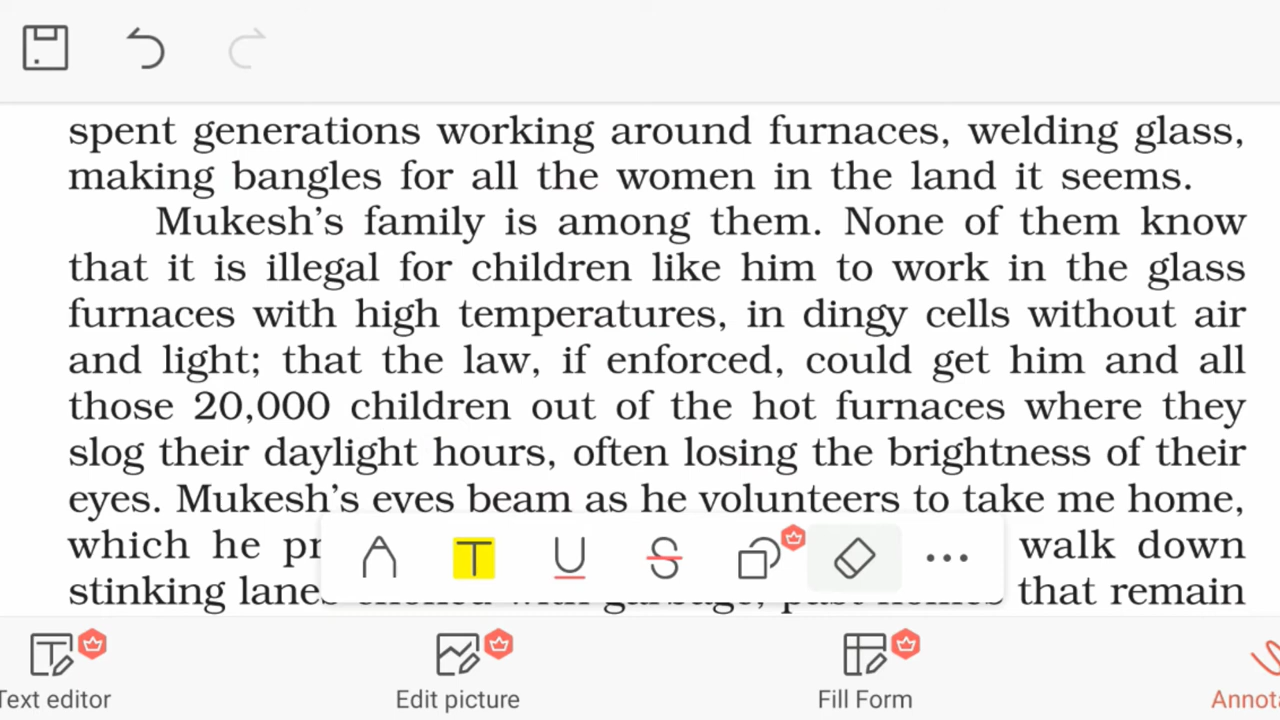 spent generations working around furnaces, welding glass,
making bangles for all the women in the land it seems.
Mukesh's family is among them. None of them know
that it is illegal for children like him to work in the glass
furnaces with high temperatures, in dingy cells without air
and light; that the law, if enforced, could get him and all
those 20,000 children out of the hot furnaces where they
slog their daylight hours, often losing the brightness of their
eyes. Mukesh's eyes beam as he volunteers to take me home,
which he walk down
stinking lanes with garbage, past homes that remain
T U S
Text editor Edit picture Fill Form